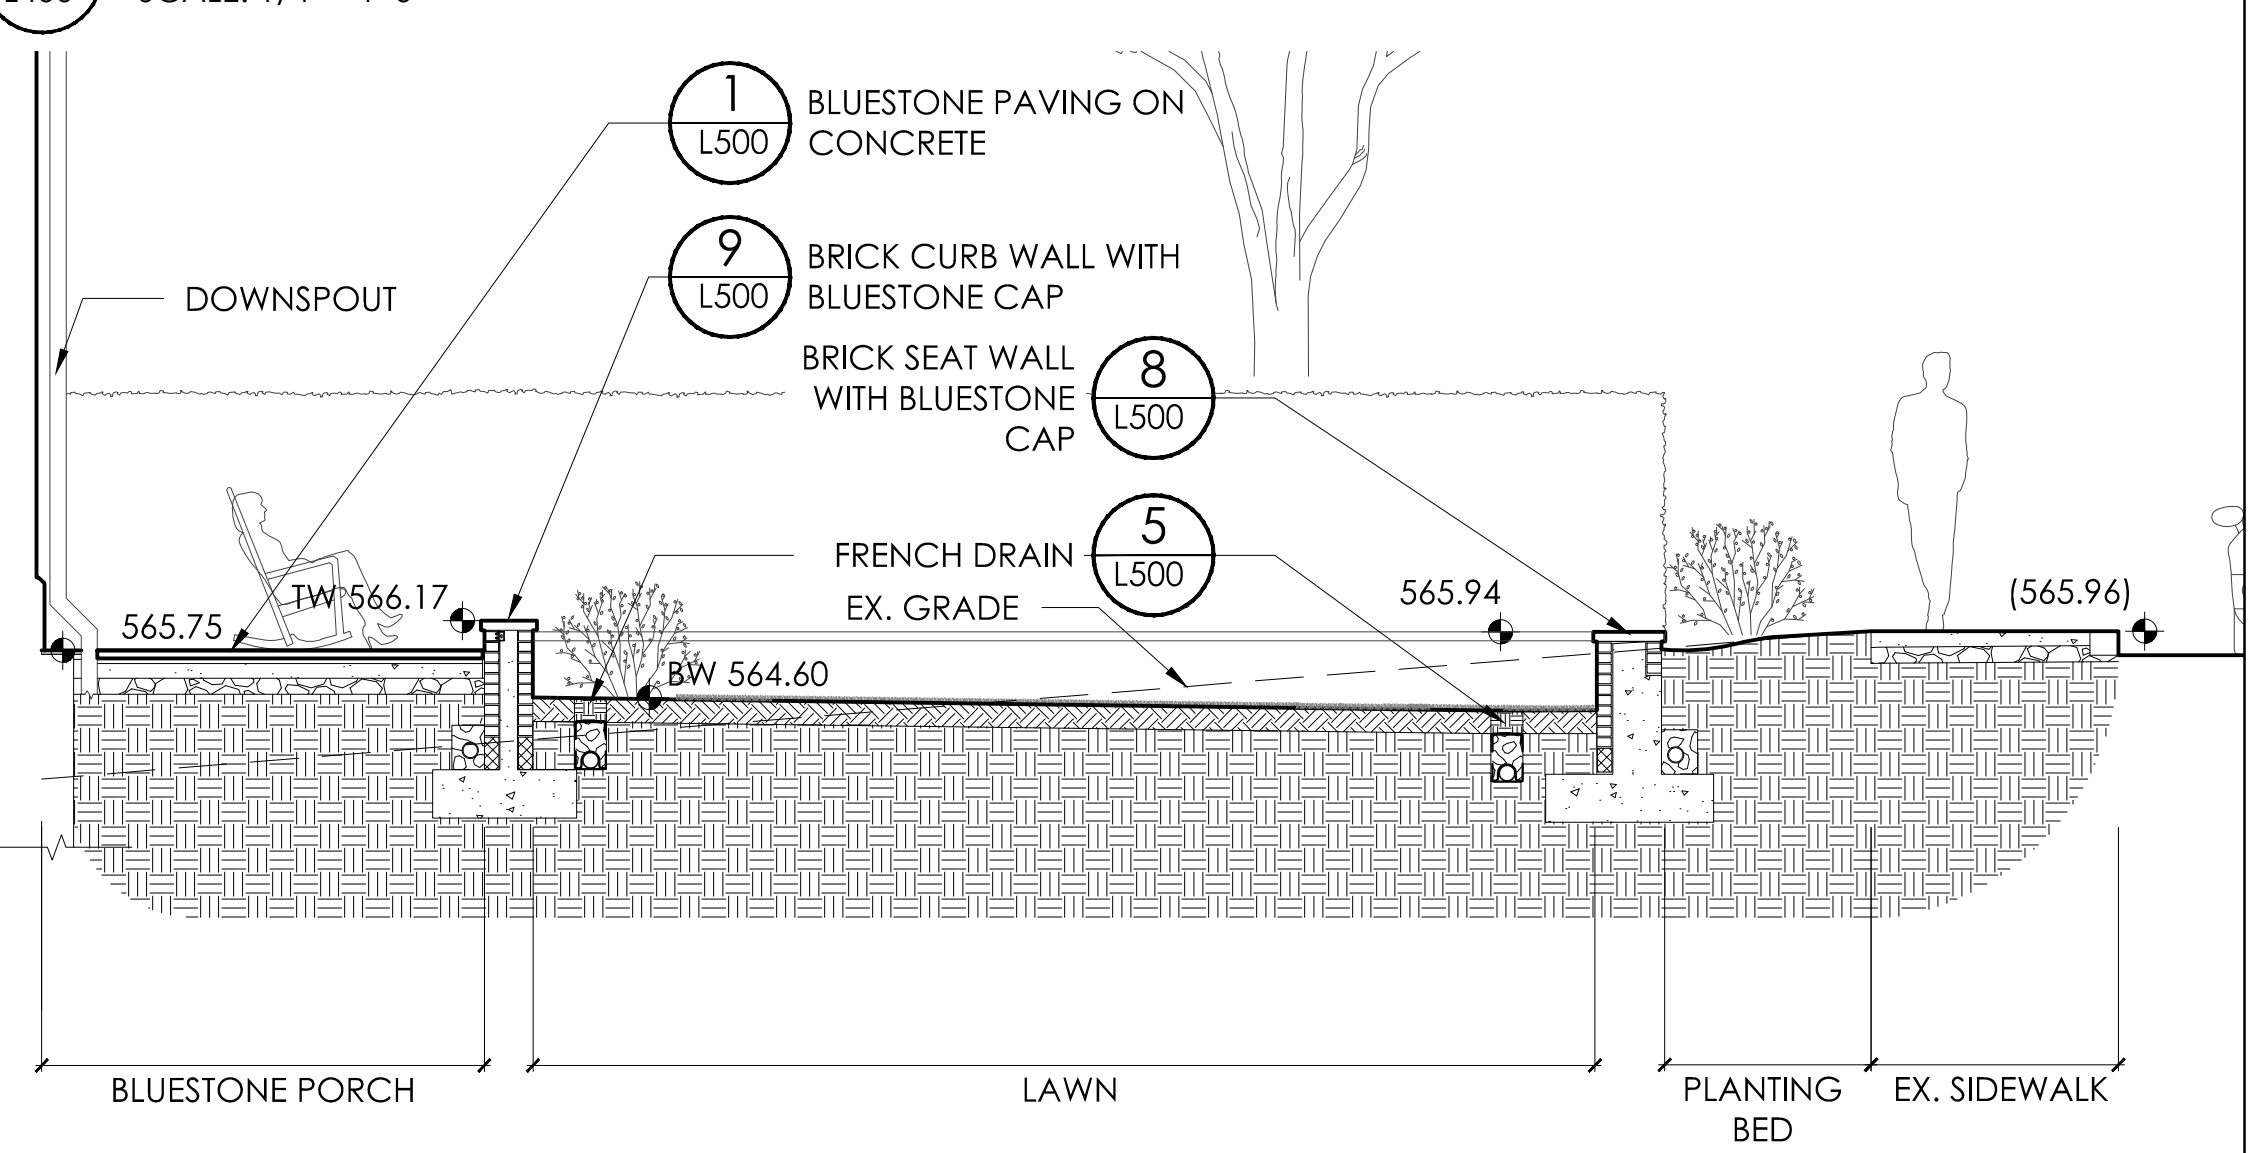 1
L500
BLUESTONE PAVING ON
CONCRETE
9
L500
BRICK CURB WALL WITH
BLUESTONE CAP
DOWNSPOUT
BRICK SEAT WALL
WITH BLUESTONE
CAP
8
L500
FRENCH DRAIN
5
L500
EX. GRADE
TW 566.17
565.75
BW 564.60
565.94
(565.96)
BLUESTONE PORCH
LAWN
PLANTING
BED
EX. SIDEWALK